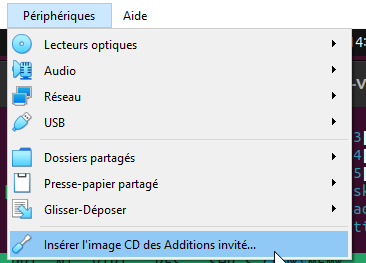 Périphériques Aide
Lecteurs optiques
Audio
Réseau
USB
Dossiers partagés
Presse-papier partagé
Glisser-Déposer
Insérer l'image CD des Additions invité...